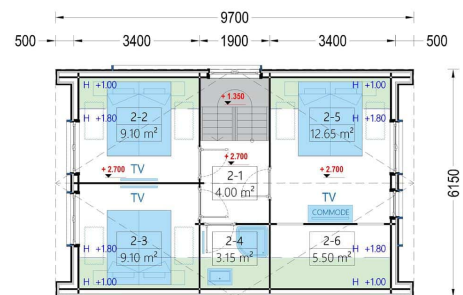 9700
500 3400 1900 3400 500
H +1.00 H +1.00
+1.350
2-2 2-5
H +1.80 9.10 m² 12.65 m² H +1.80
+2.700
TV +2.700 2-1 +2.700
4.00 m²
TV TV
COMMODE
6150
2-3 2-4 2-6
H +1.80 9.10 m² 3.15 m² 5.50 m² H +1.80
H +1.00 H +1.00